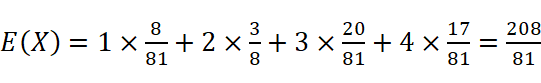 E(X) = 1 × 8/81 + 2 × 3/8 + 3 × 20/81 + 4 × 17/81 = 208/81